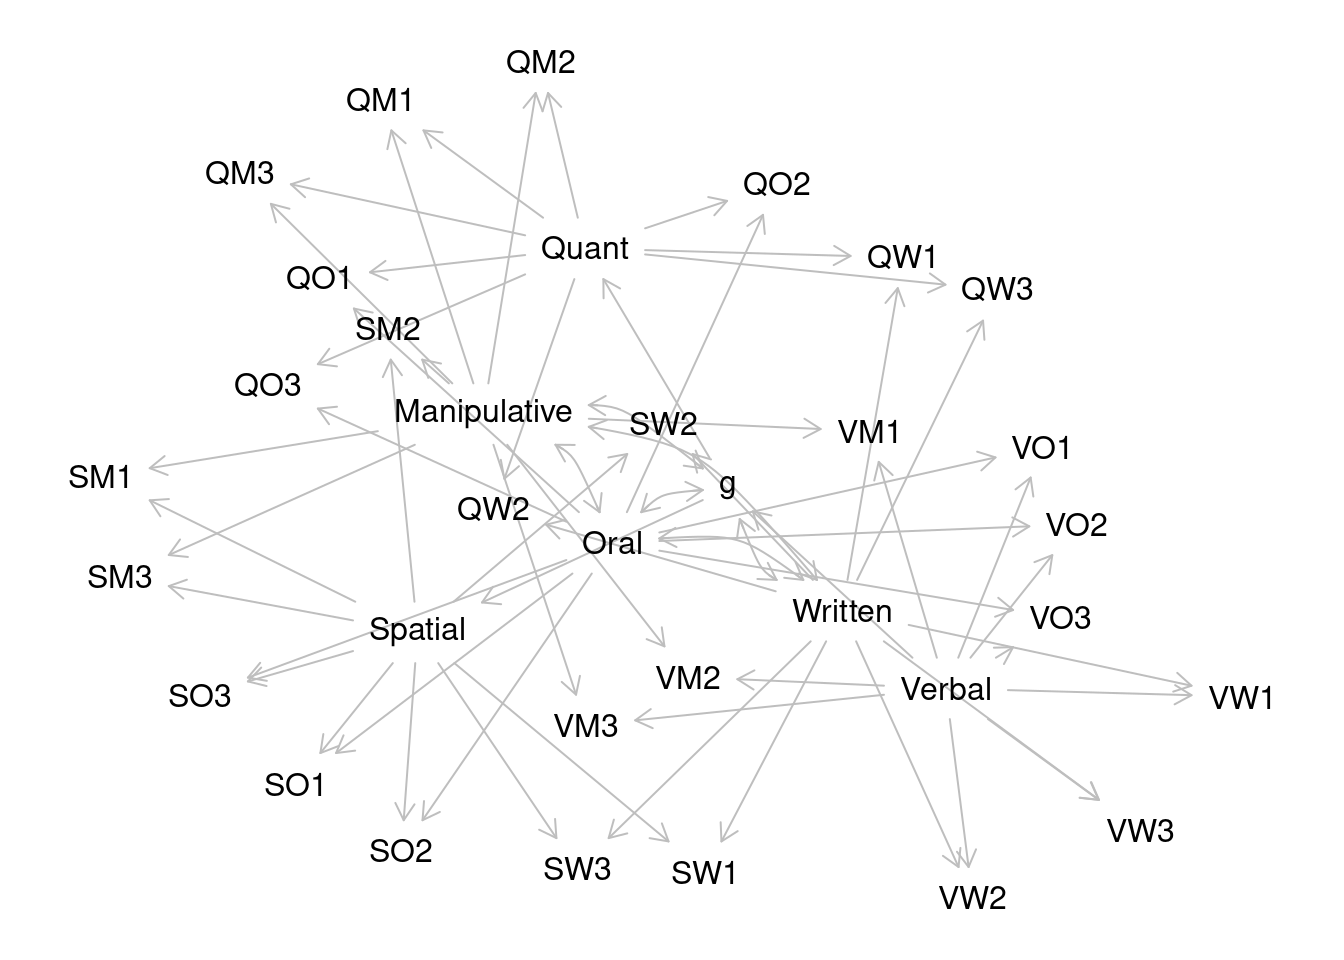 QM2
QM1
QM3
QO2
Quant
QW1
QO1
QW3
SM2
QO3
Manipulative
SW2
VM1
VO1
SM1
g
QW2
VO2
Oral
SM3
Written
VO3
Spatial
VM2
Verbal
SO3
VW1
VM3
SO1
VW3
SO2
SW3
SW1
VW2